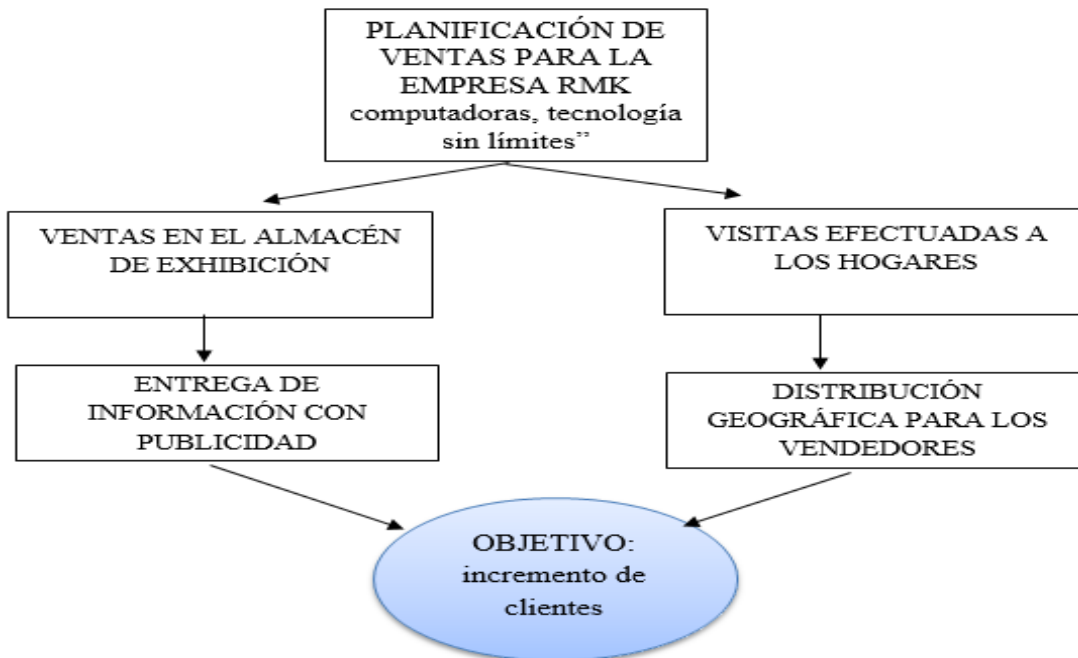 PLANIFICACIÓN DE
VENTAS PARA LA
EMPRESA RMK
computadoras, tecnología
sin límites”
VENTAS EN EL ALMACÉN
DE EXHIBICIÓN
VISITAS EFECTUADAS A
LOS HOGARES
ENTREGA DE
INFORMACIÓN CON
PUBLICIDAD
DISTRIBUCIÓN
GEOGRÁFICA PARA LOS
VENDEDORES
OBJETIVO:
incremento de
clientes